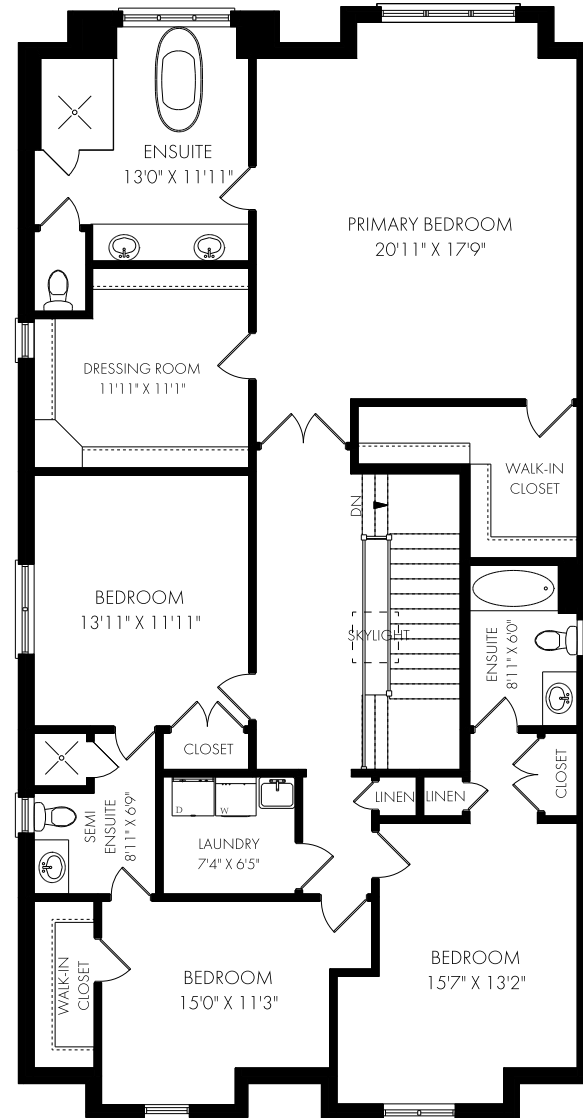 ENSUITE
13'0" X 11'11"
PRIMARY BEDROOM
20'11" X 17'9"
DRESSING ROOM
11'11" X 11'1"
WALK-IN
CLOSET
DN
BEDROOM
13'11" X 11'11"
SKYLIGHT
ENSUITE
8'11" X 6'0"
CLOSET
CLOSET
LINEN
LINEN
D
W
SEMI
ENSUITE
8'11" X 6'9"
LAUNDRY
7'4" X 6'5"
WALK-IN
CLOSET
BEDROOM
15'0" X 11'3"
BEDROOM
15'7" X 13'2"